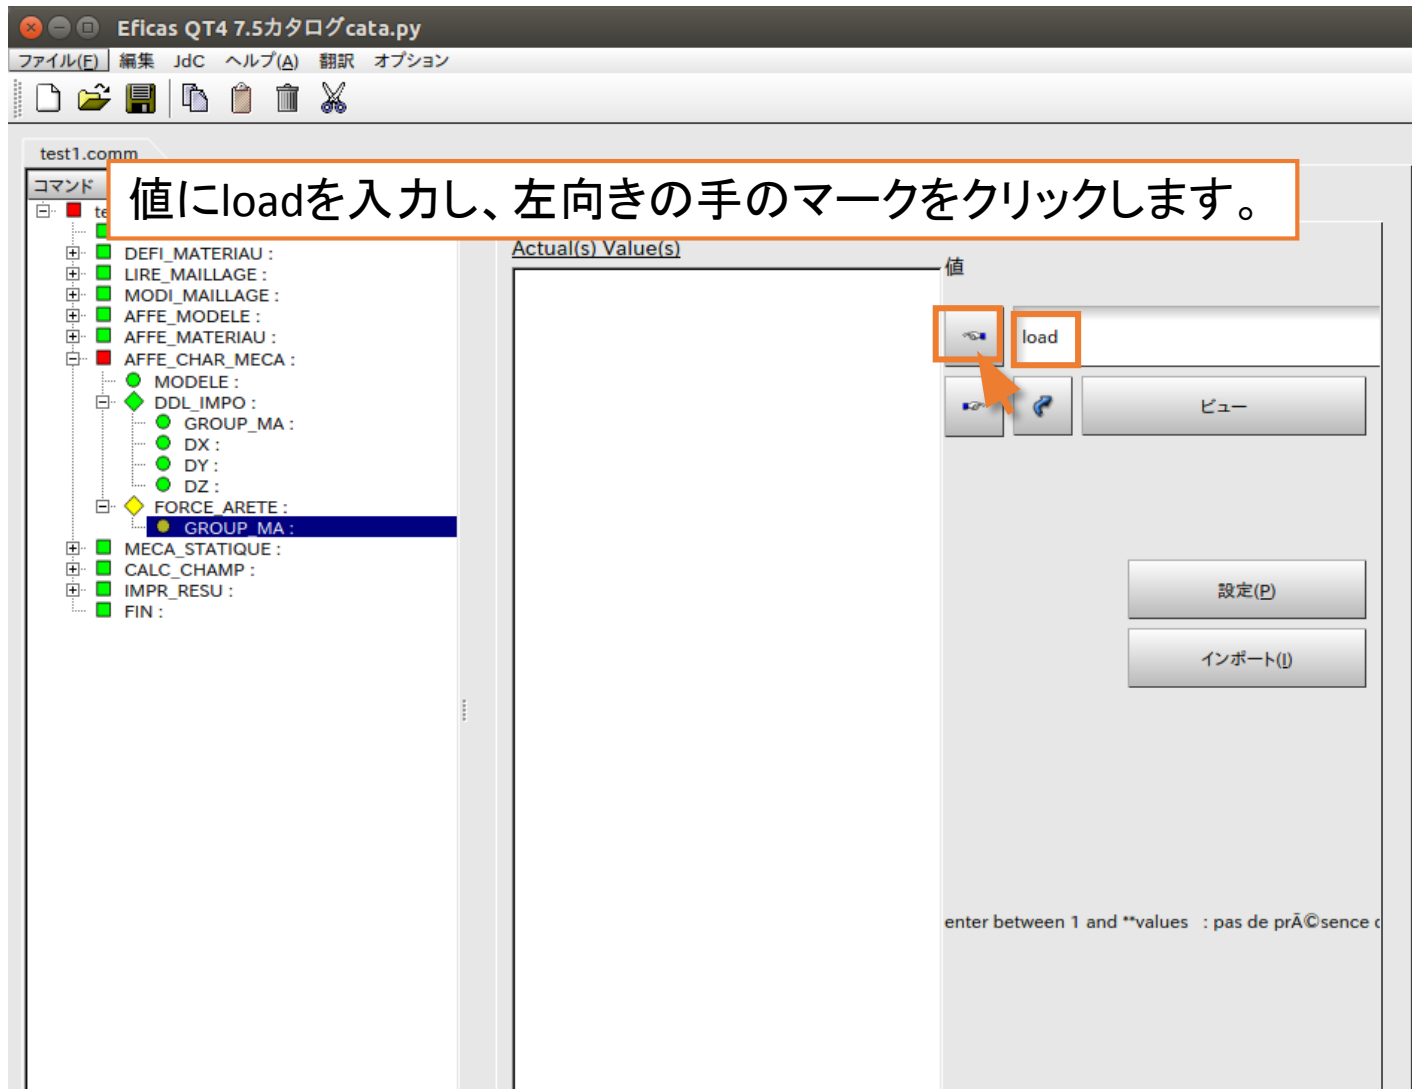 Eficas QT4 7.5カタログcata.py
ファイル(F) 編集 JdC ヘルプ(A) 翻訳 オプション
test1.comm
コマンド
値にloadを入力し、左向きの手のマークをクリックします。
te
DEFI_MATERIAU :
LIRE_MAILLAGE :
MODI_MAILLAGE :
AFFE_MODELE :
AFFE_MATERIAU :
AFFE_CHAR_MECA :
MODELE :
DDL_IMPO :
GROUP_MA :
DX :
DY :
DZ :
FORCE_ARETE :
GROUP_MA :
MECA_STATIQUE :
CALC_CHAMP :
IMPR_RESU :
FIN :
Actual(s) Value(s)
値
load
ビュー
設定(P)
インポート(I)
enter between 1 and **values : pas de prÃ©sence